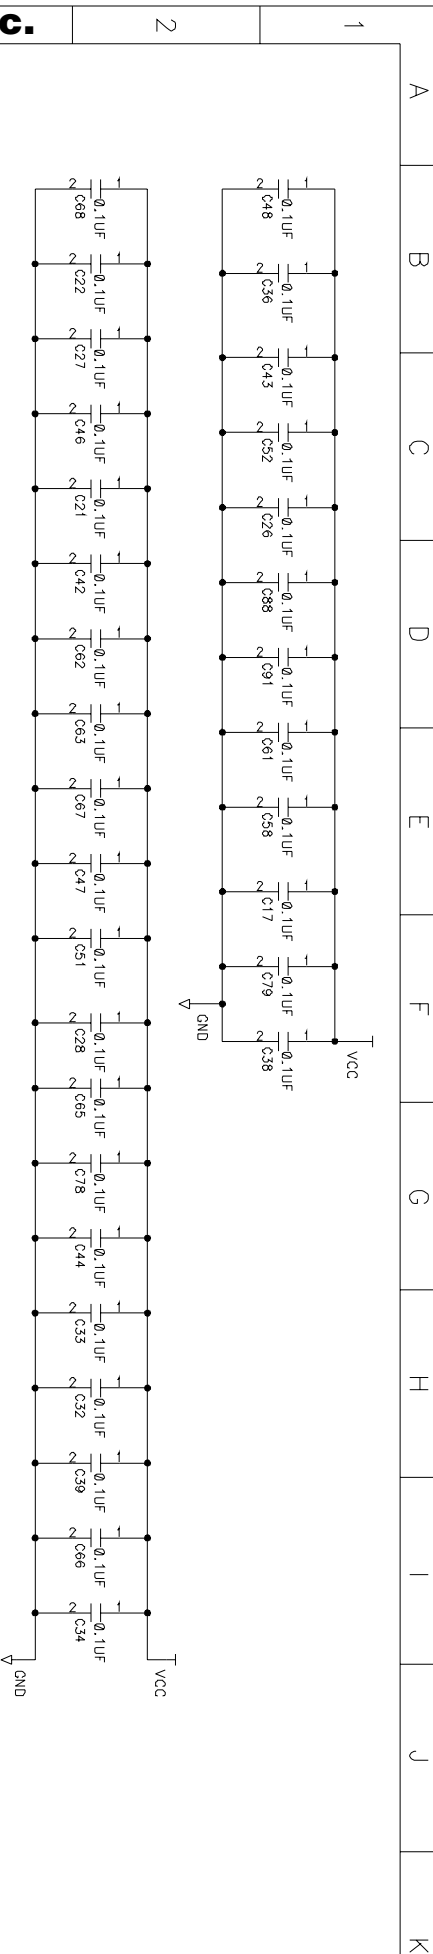 c.
2
1
A
B
C
D
E
F
G
H
I
J
K
1 0.1UF 2 C48
1 0.1UF 2 C36
1 0.1UF 2 C43
1 0.1UF 2 C52
1 0.1UF 2 C26
1 0.1UF 2 C88
1 0.1UF 2 C91
1 0.1UF 2 C61
1 0.1UF 2 C58
1 0.1UF 2 C17
1 0.1UF 2 C79
1 0.1UF 2 C38
VCC
GND
1 0.1UF 2 C68
1 0.1UF 2 C22
1 0.1UF 2 C27
1 0.1UF 2 C46
1 0.1UF 2 C21
1 0.1UF 2 C42
1 0.1UF 2 C62
1 0.1UF 2 C63
1 0.1UF 2 C67
1 0.1UF 2 C47
1 0.1UF 2 C51
1 0.1UF 2 C28
1 0.1UF 2 C65
1 0.1UF 2 C78
1 0.1UF 2 C44
1 0.1UF 2 C33
1 0.1UF 2 C32
1 0.1UF 2 C39
1 0.1UF 2 C66
1 0.1UF 2 C34
VCC
GND